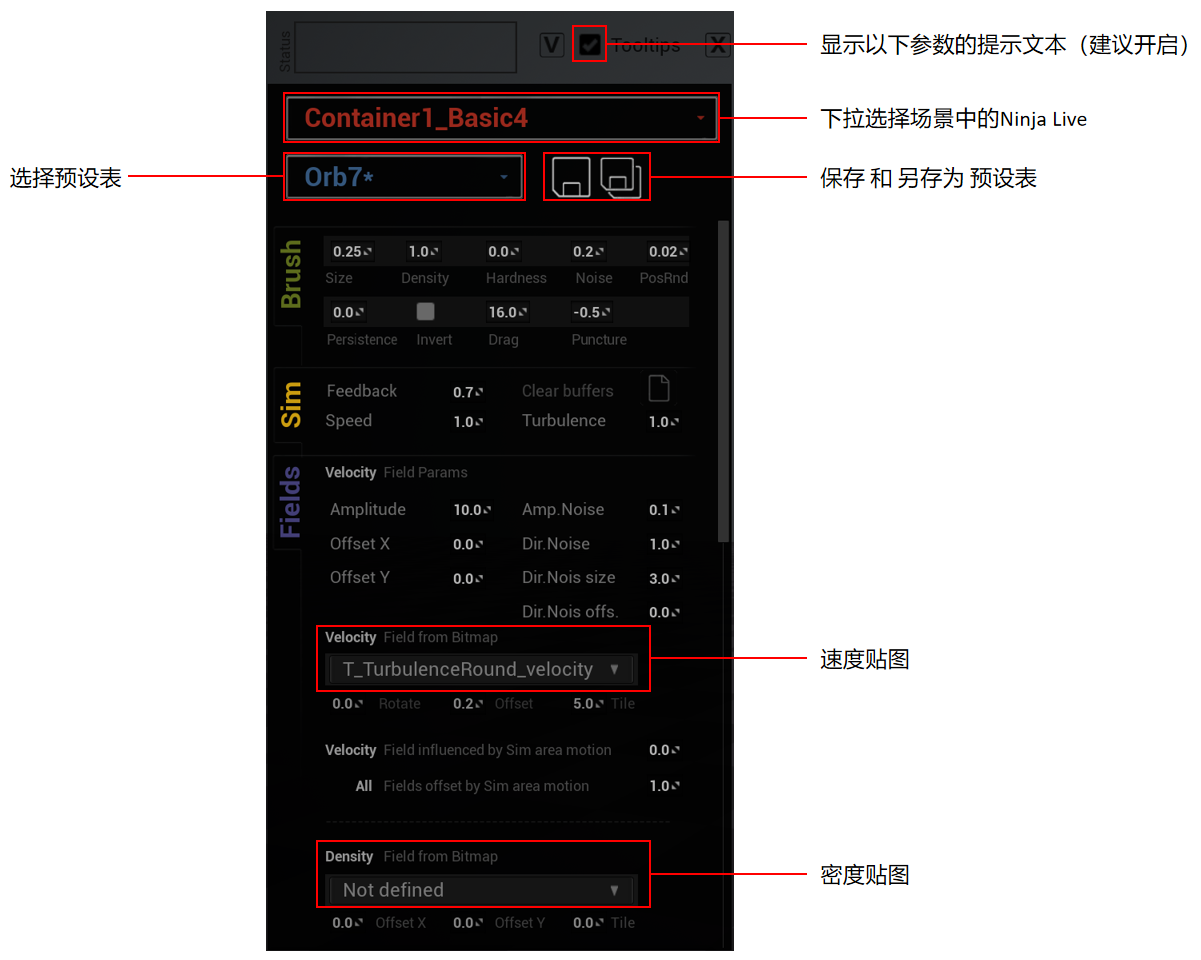 Status
V
Tooltips
X
显示以下参数的提示文本（建议开启）
Container1_Basic4
下拉选择场景中的Ninja Live
选择预设表
Orb7*
保存 和 另存为 预设表
Brush
0.25 1.0 0.0 0.2 0.02
Size Density Hardness Noise PosRnd
0.0 16.0 -0.5
Persistence Invert Drag Puncture
Sim
Feedback 0.7 Clear buffers
Speed 1.0 Turbulence 1.0
Fields
Velocity Field Params
Amplitude 10.0 Amp.Noise 0.1
Offset X 0.0 Dir.Noise 1.0
Offset Y 0.0 Dir.Nois size 3.0
Dir.Nois offs. 0.0
Velocity Field from Bitmap
T_TurbulenceRound_velocity
速度贴图
0.0 Rotate 0.2 Offset 5.0 Tile
Velocity Field influenced by Sim area motion 0.0
All Fields offset by Sim area motion 1.0
Density Field from Bitmap
Not defined
密度贴图
0.0 Offset X 0.0 Offset Y 0.0 Tile